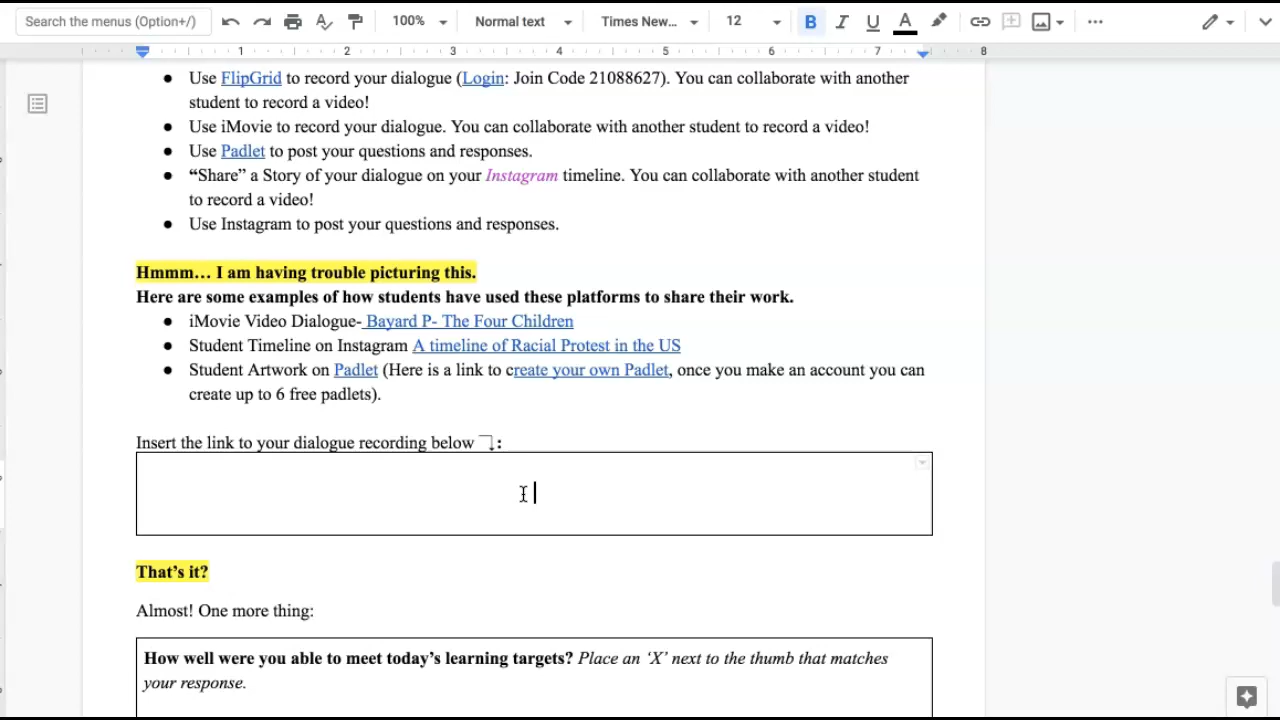 Search the menus (Option+/)
100%
Normal text
Times New...
12
B
I
U
A
1 2 3 4 5 6 7 8
● Use FlipGrid to record your dialogue (Login: Join Code 21088627). You can collaborate with another
student to record a video!
● Use iMovie to record your dialogue. You can collaborate with another student to record a video!
● Use Padlet to post your questions and responses.
● “Share” a Story of your dialogue on your Instagram timeline. You can collaborate with another student
to record a video!
● Use Instagram to post your questions and responses.
Hmmm… I am having trouble picturing this.
Here are some examples of how students have used these platforms to share their work.
● iMovie Video Dialogue- Bayard P- The Four Children
● Student Timeline on Instagram A timeline of Racial Protest in the US
● Student Artwork on Padlet (Here is a link to create your own Padlet, once you make an account you can
create up to 6 free padlets).
Insert the link to your dialogue recording below :
That’s it?
Almost! One more thing:
How well were you able to meet today’s learning targets? Place an ‘X’ next to the thumb that matches
your response.